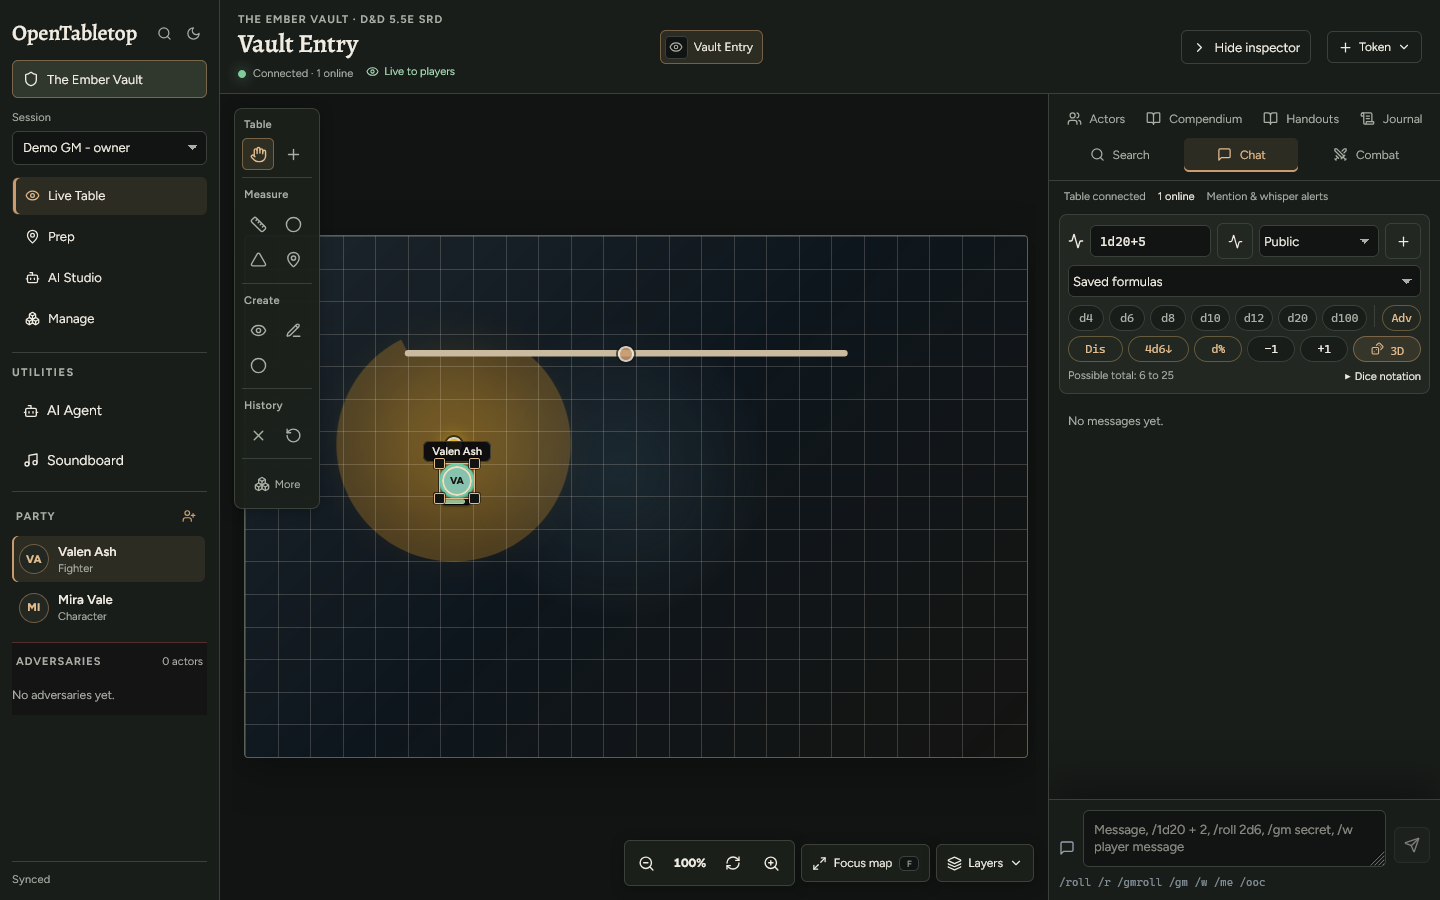 OpenTabletop
The Ember Vault
Session
Demo GM - owner
Live Table
Prep
AI Studio
Manage
UTILITIES
AI Agent
Soundboard
PARTY
VA
Valen Ash
Fighter
MI
Mira Vale
Character
ADVERSARIES
0 actors
No adversaries yet.
Synced
THE EMBER VAULT · D&D 5.5E SRD
Vault Entry
Connected · 1 online
Live to players
Vault Entry
Hide inspector
Token
Table
Measure
Create
History
More
Valen Ash
VA
100%
Focus map
F
Layers
Actors
Compendium
Handouts
Journal
Search
Chat
Combat
Table connected
1 online
Mention & whisper alerts
1d20+5
Public
Saved formulas
d4
d6
d8
d10
d12
d20
d100
Adv
Dis
4d6↓
d%
−1
+1
3D
Possible total: 6 to 25
Dice notation
No messages yet.
Message, /1d20 + 2, /roll 2d6, /gm secret, /w
player message
/roll /r /gmroll /gm /w /me /ooc